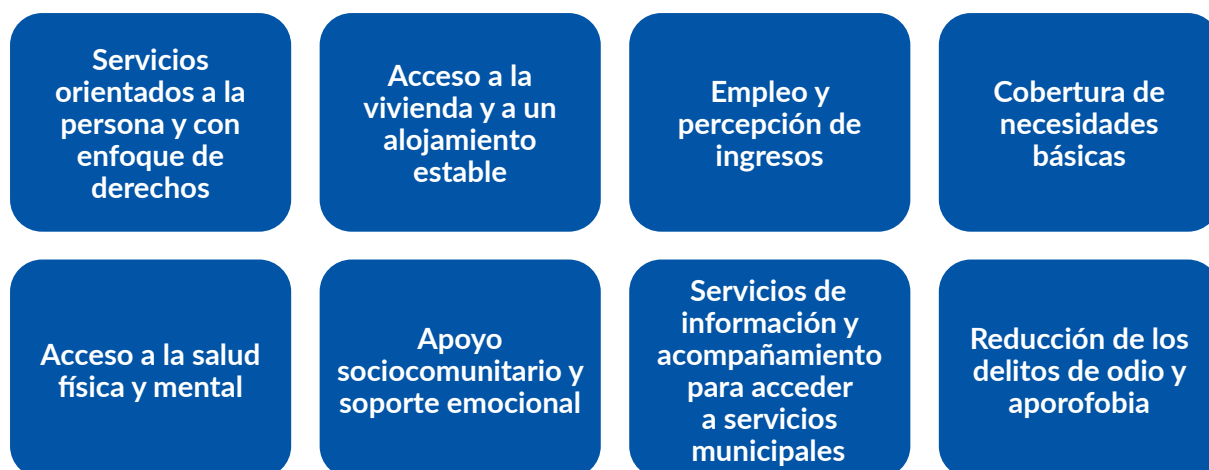 Servicios
orientados a la
persona y con
enfoque de
derechos
Acceso a la
vivienda y a un
alojamiento
estable
Empleo y
percepción de
ingresos
Cobertura de
necesidades
básicas
Acceso a la salud
física y mental
Apoyo
sociocomunitario y
soporte emocional
Servicios de
información y
acompañamiento
para acceder
a servicios
municipales
Reducción de los
delitos de odio y
aporofobia